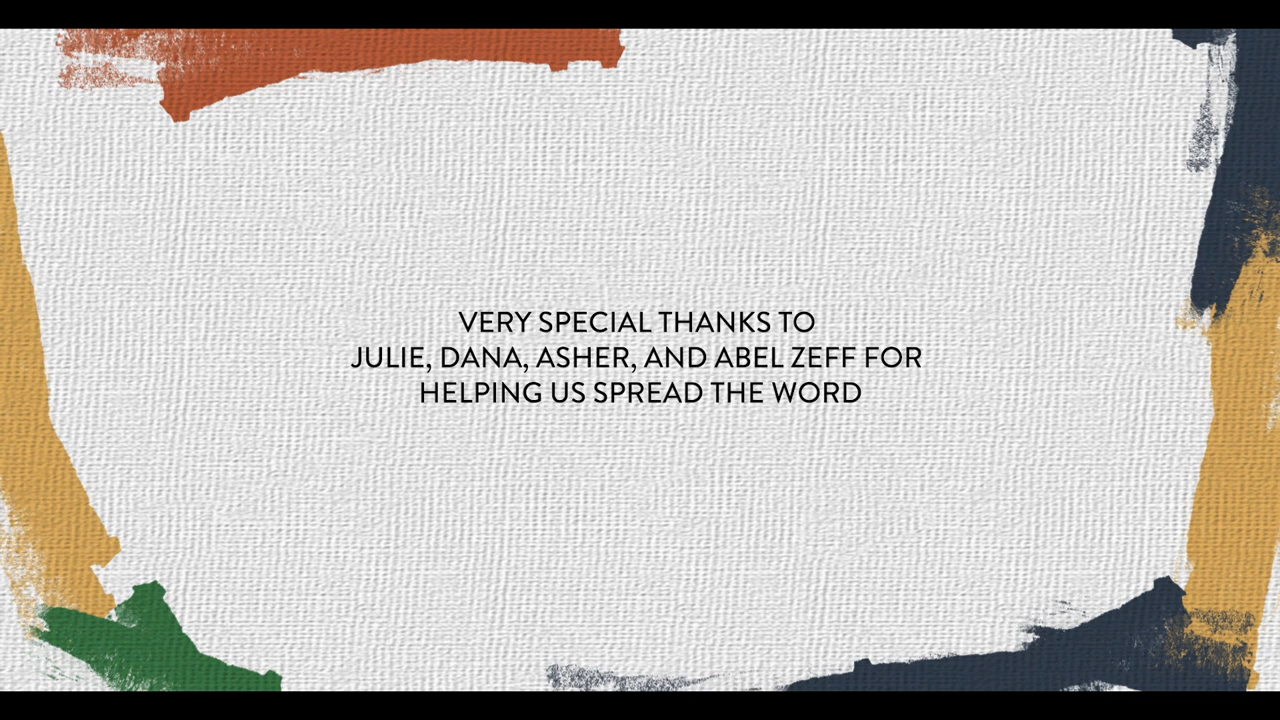 VERY SPECIAL THANKS TO
JULIE, DANA, ASHER, AND ABEL ZEFF FOR
HELPING US SPREAD THE WORD